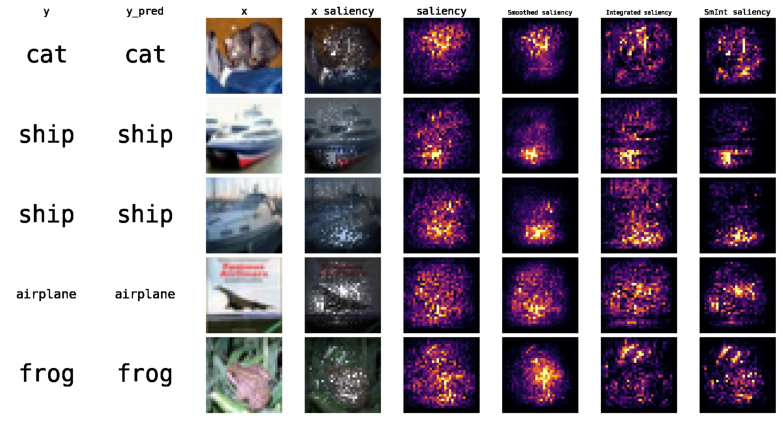 y y_pred x x saliency saliency Smoothed saliency Integrated saliency SmInt saliency
cat cat
ship ship
ship ship
airplane airplane
frog frog